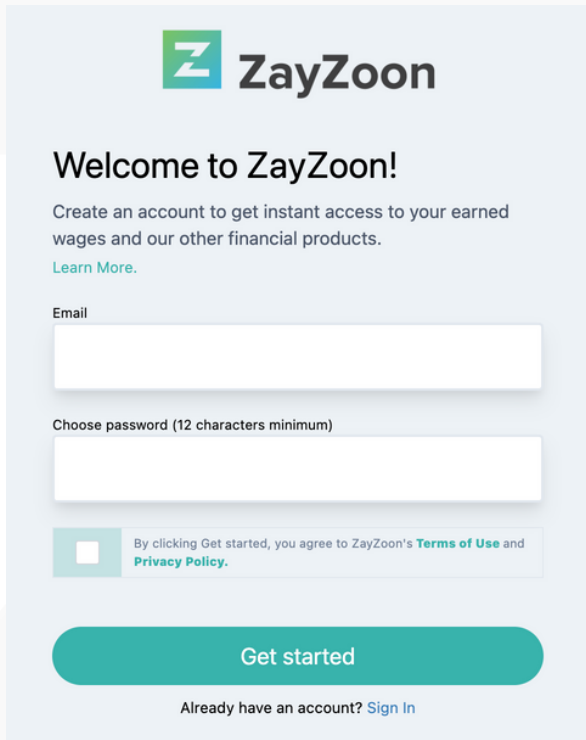 Z ZayZoon
Welcome to ZayZoon!
Create an account to get instant access to your earned
wages and our other financial products.
Learn More.
Email
Choose password (12 characters minimum)
By clicking Get started, you agree to ZayZoon's Terms of Use and
Privacy Policy.
Get started
Already have an account? Sign In